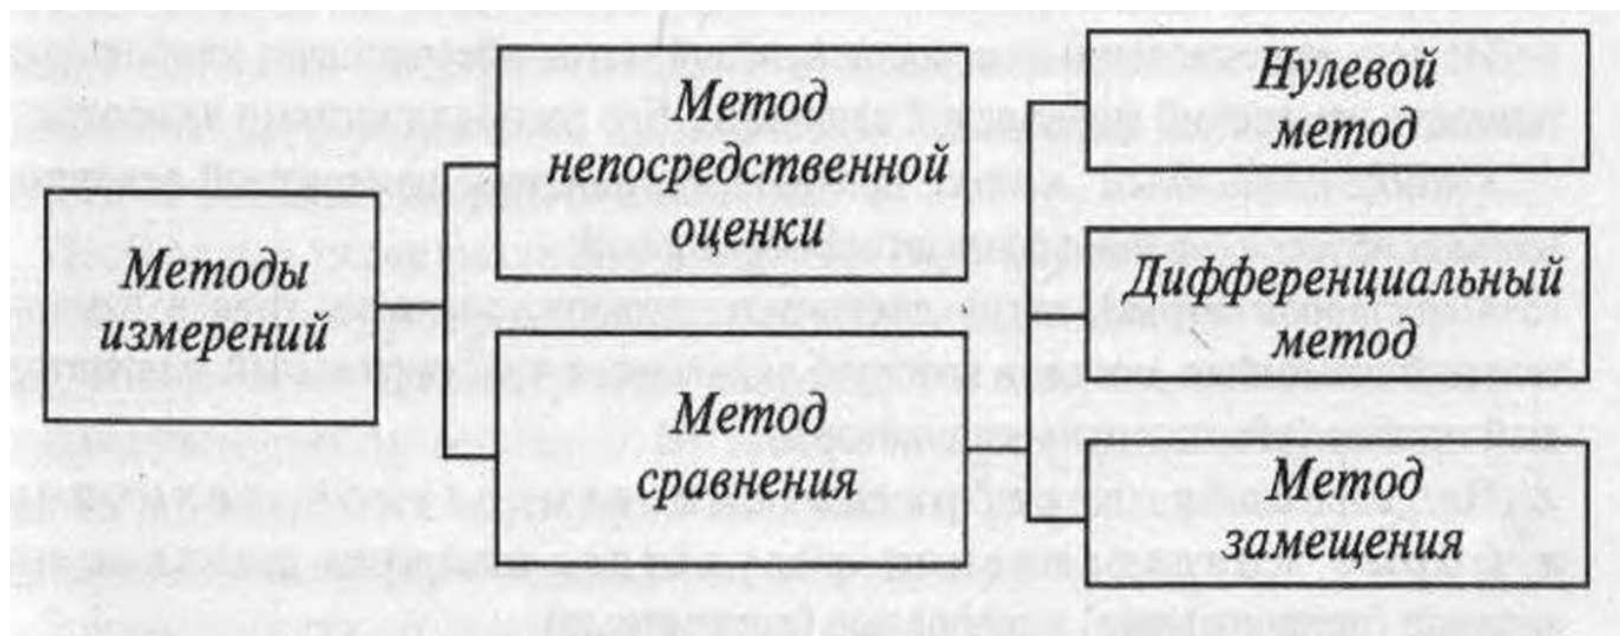 Методы
измерений
Метод
непосредственной
оценки
Метод
сравнения
Нулевой
метод
Дифференциальный
метод
Метод
замещения